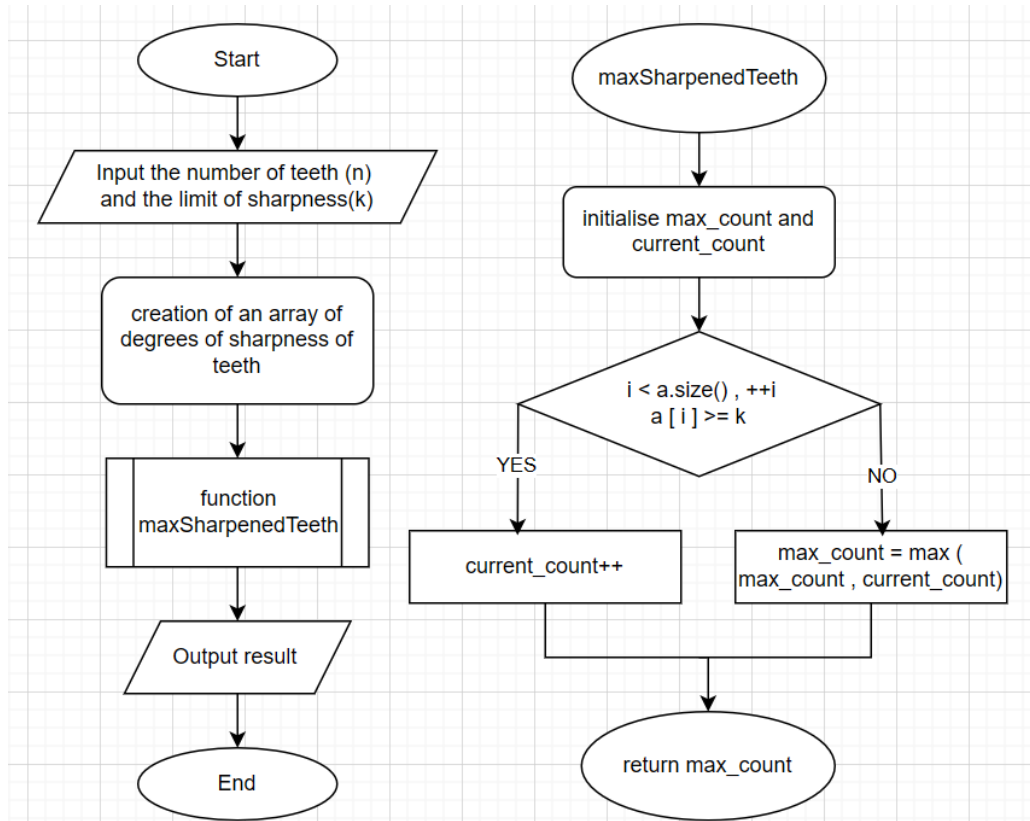 Start
Input the number of teeth (n)
and the limit of sharpness(k)
creation of an array of
degrees of sharpness of
teeth
function
maxSharpenedTeeth
Output result
End
maxSharpenedTeeth
initialise max_count and
current_count
i < a.size() , ++i
a [ i ] >= k
YES
NO
current_count++
max_count = max (
max_count , current_count)
return max_count